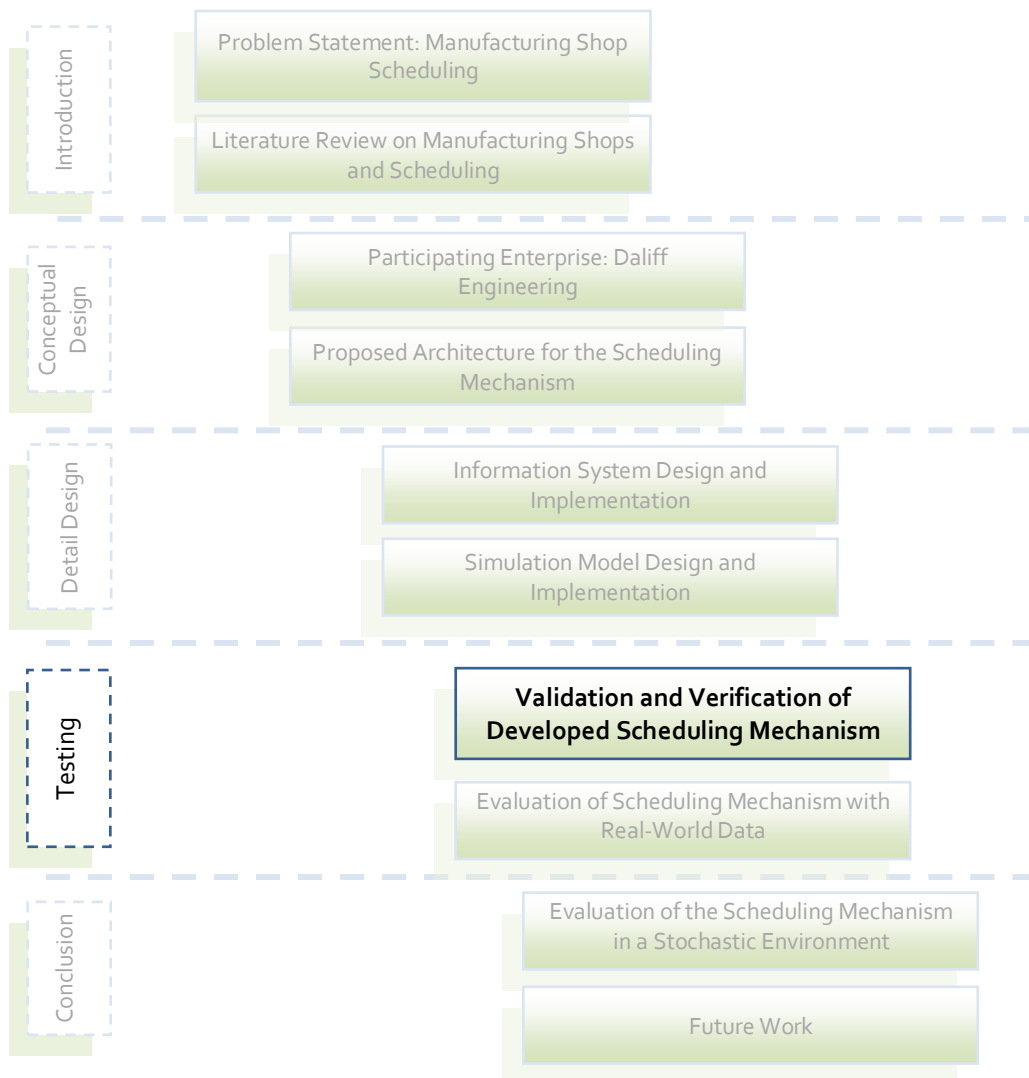 Introduction
Problem Statement: Manufacturing Shop
Scheduling
Literature Review on Manufacturing Shops
and Scheduling
Conceptual
Design
Participating Enterprise: Daliff
Engineering
Proposed Architecture for the Scheduling
Mechanism
Detail Design
Information System Design and
Implementation
Simulation Model Design and
Implementation
Testing
Validation and Verification of
Developed Scheduling Mechanism
Evaluation of Scheduling Mechanism with
Real-World Data
Conclusion
Evaluation of the Scheduling Mechanism
in a Stochastic Environment
Future Work